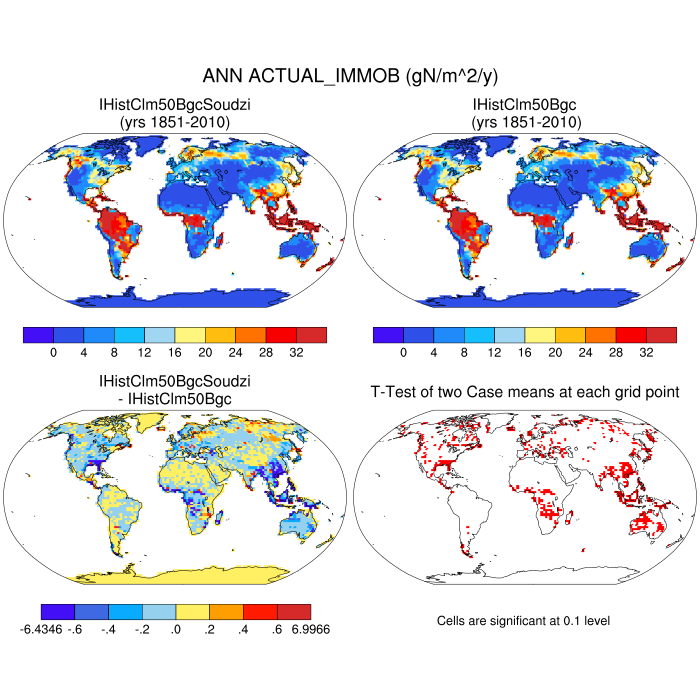 ANN ACTUAL_IMMOB (gN/m^2/y)
IHistClm50BgcSoudzi
(yrs 1851-2010)
IHistClm50Bgc
(yrs 1851-2010)
0 4 8 12 16 20 24 28 32
0 4 8 12 16 20 24 28 32
IHistClm50BgcSoudzi
- IHistClm50Bgc
T-Test of two Case means at each grid point
-6.4346 -.6 -.4 -.2 .0 .2 .4 .6 6.9966
Cells are significant at 0.1 level